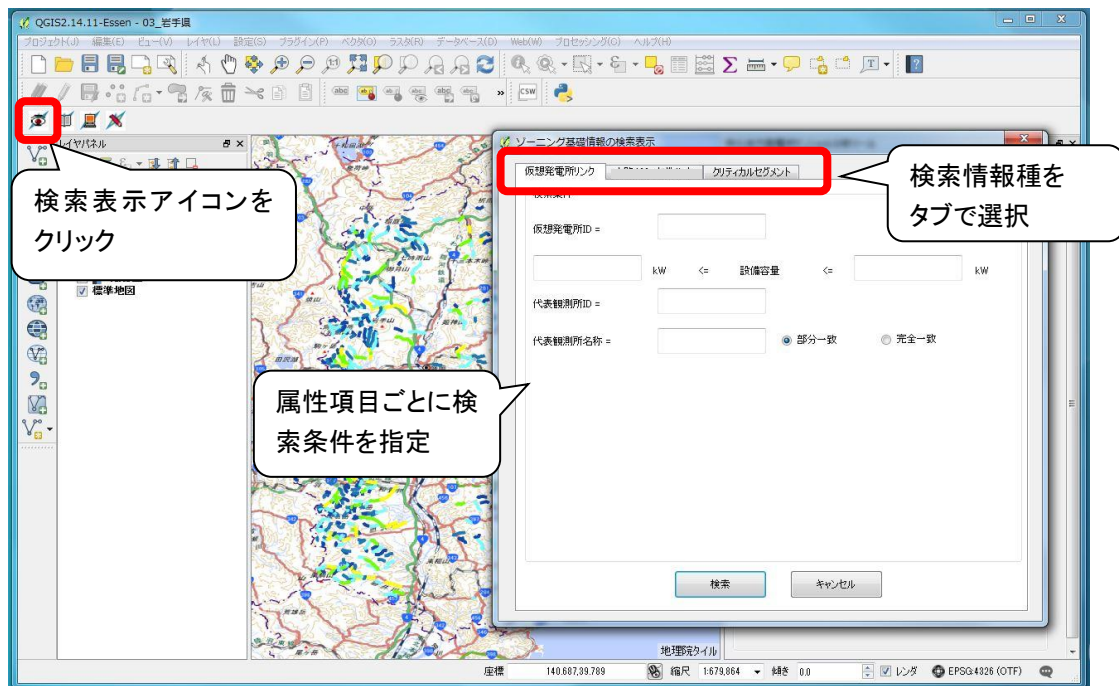 QGIS2.14.11-Essen - 03_岩手県
プロジェクト(J) 編集(E) ビュー(V) レイヤ(L) 設定(S) プラグイン(P) ベクタ(O) ラスタ(R) データベース(D) Web(W) プロセッシング(C) ヘルプ(H)
CSW
レイヤパネル
検索表示アイコンを
クリック
標準地図
ゾーニング基礎情報の検索表示
仮想発電所リンク
クリティカルセグメント
検索情報種を
タブで選択
検索条件
仮想発電所ID =
kW <= 設備容量 <= kW
代表観測所ID =
代表観測所名称 = 部分一致 完全一致
属性項目ごとに検
索条件を指定
検索 キャンセル
地理院タイル
座標 140.687,39.789 縮尺 1:679,864 傾き 0.0 レンダ EPSG:4326 (OTF)